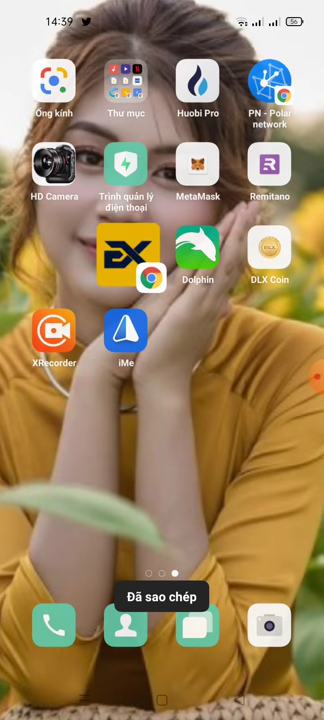 14:39
56
Ống kính
Thư mục
Huobi Pro
PN - Polar
network
HD Camera
Trình quản lý
điện thoại
MetaMask
Remitano
EX
Dolphin
DLX Coin
XRecorder
iMe
Đã sao chép